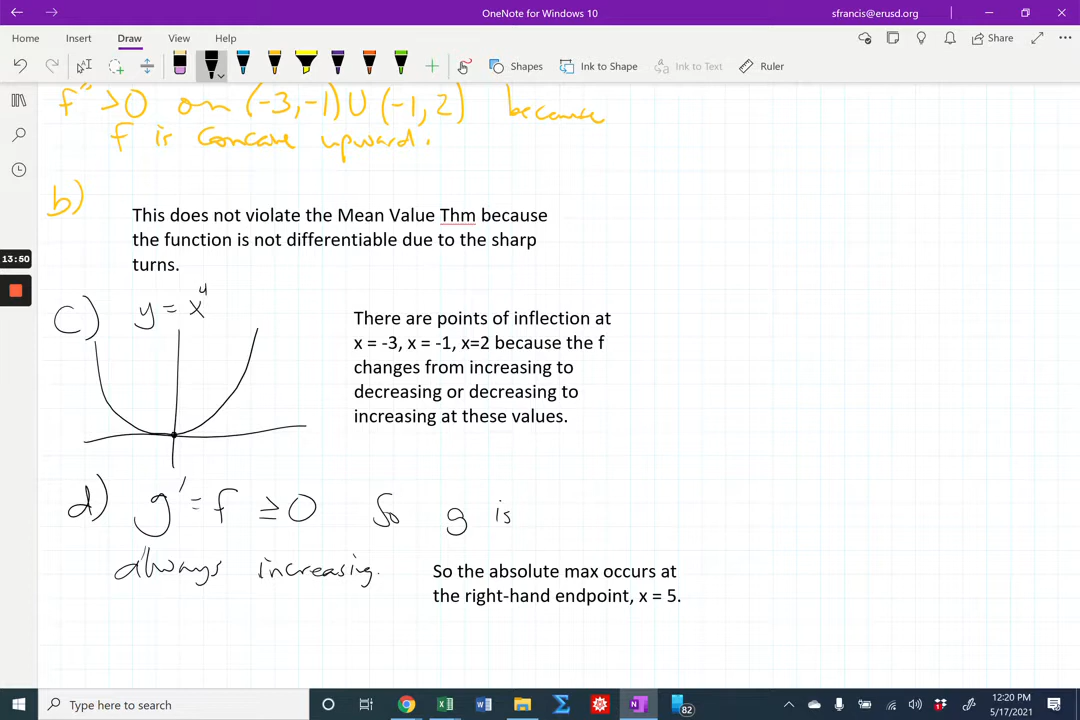 OneNote for Windows 10
sfrancis@erusd.org
Home Insert Draw View Help
Share
Shapes
Ink to Shape
Ink to Text
Ruler
f'' > 0 on (-3, -1) U (-1, 2) because
f is concave upward.
b)
This does not violate the Mean Value Thm because
the function is not differentiable due to the sharp
turns.
13:50
c) y = x⁴
There are points of inflection at
x = -3, x = -1, x=2 because the f
changes from increasing to
decreasing or decreasing to
increasing at these values.
d) g' = f ≥ 0 So g is
always increasing.
So the absolute max occurs at
the right-hand endpoint, x = 5.
Type here to search
82
12:20 PM
5/17/2021